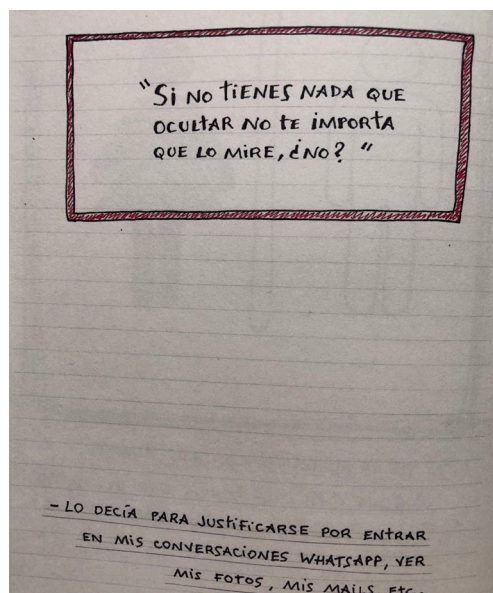 "Si NO tiENES NADA QUE
OCULtAR NO tE iMPORtA
QUE LO MiRE, ¿NO? "
- LO DECÍA PARA JUStiFiCARSE POR ENtRAR
EN MiS CONVERSACiONES WHATSAPP, VER
MiS FOtOS, MiS MAiLS, EtC.